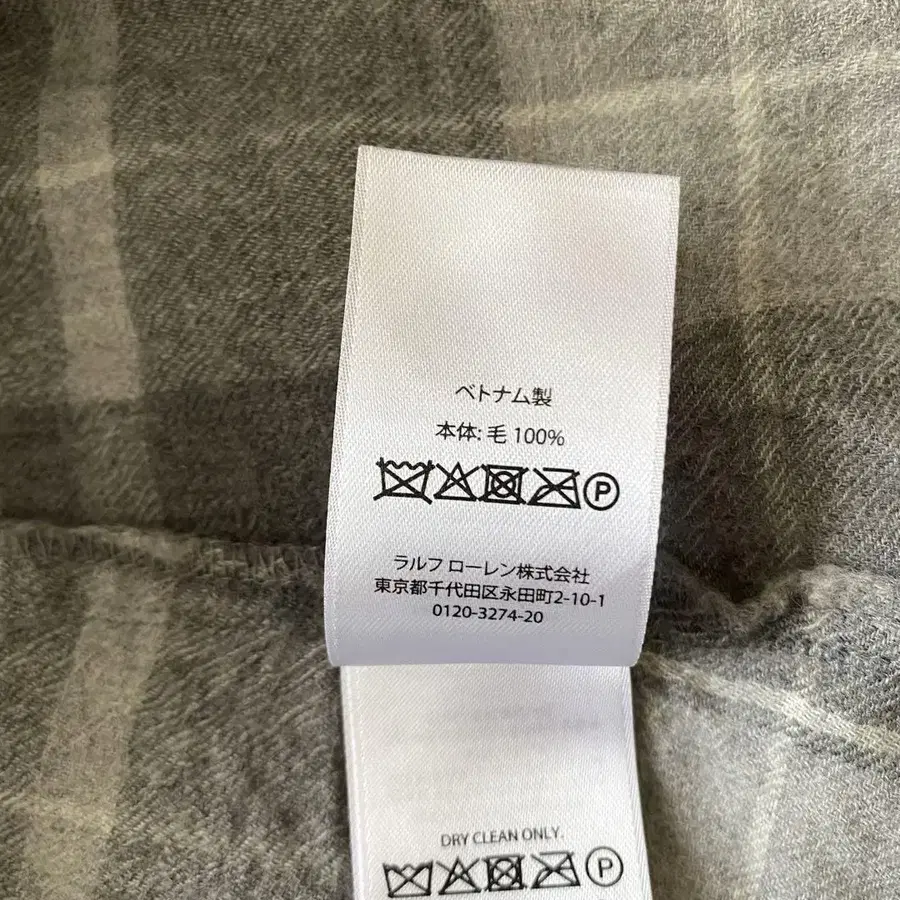 ベトナム製
本体: 毛 100%
P
ラルフ ローレン株式会社
東京都千代田区永田町2-10-1
0120-3274-20
DRY CLEAN ONLY.
P